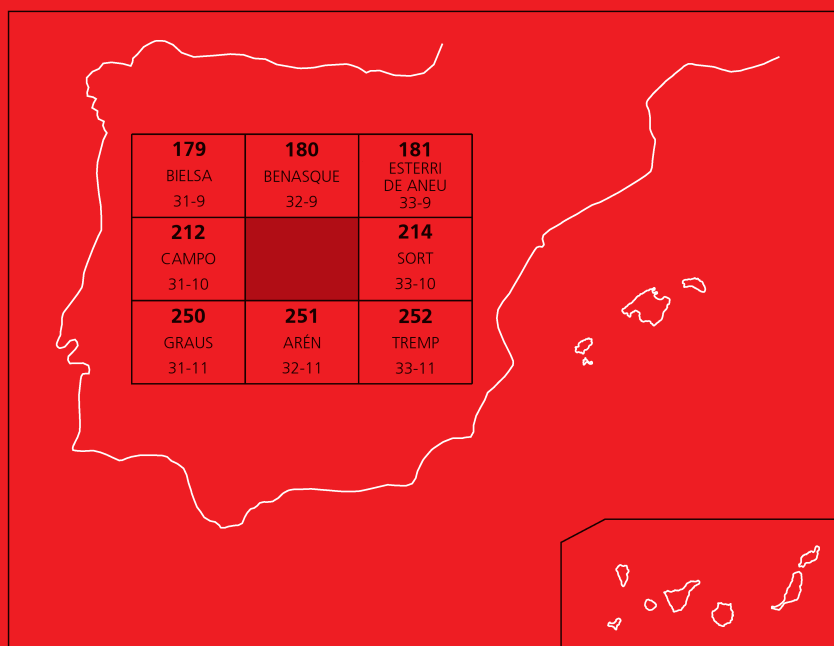 179
BIELSA
31-9
180
BENASQUE
32-9
181
ESTERRI
DE ANEU
33-9
212
CAMPO
31-10
214
SORT
33-10
250
GRAUS
31-11
251
ARÉN
32-11
252
TREMP
33-11